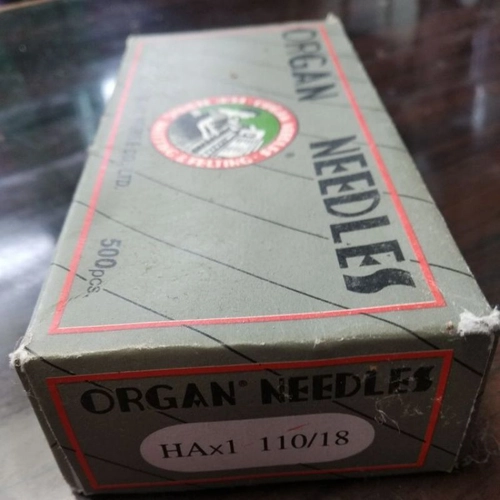 ORGAN NEEDLES
500pcs.
ORGAN® NEEDLES
HAx1 110/18